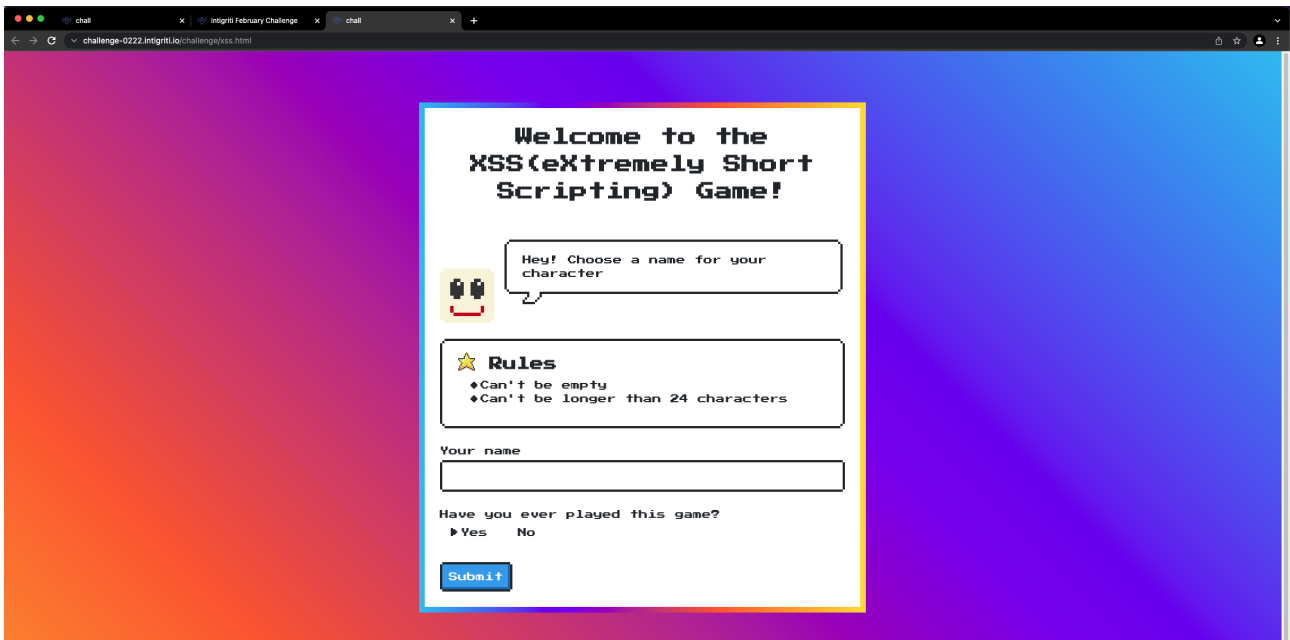 chall
Intigriti February Challenge
chall
challenge-0222.intigriti.io/challenge/xss.html
Welcome to the
XSS(eXtremely Short
Scripting) Game!
Hey! Choose a name for your
character
Rules
Can't be empty
Can't be longer than 24 characters
Your name
Have you ever played this game?
Yes No
Submit